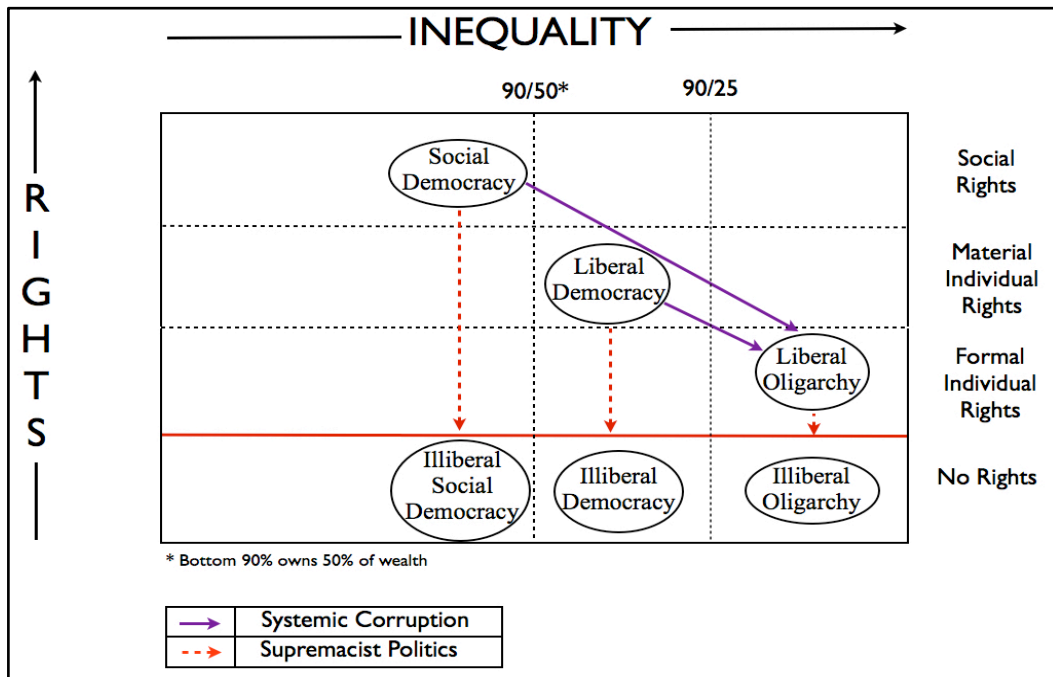 INEQUALITY
90/50*
90/25
RIGHTS
Social
Democracy
Social
Rights
Liberal
Democracy
Material
Individual
Rights
Liberal
Oligarchy
Formal
Individual
Rights
Illiberal
Social
Democracy
Illiberal
Democracy
Illiberal
Oligarchy
No Rights
* Bottom 90% owns 50% of wealth
Systemic Corruption
Supremacist Politics